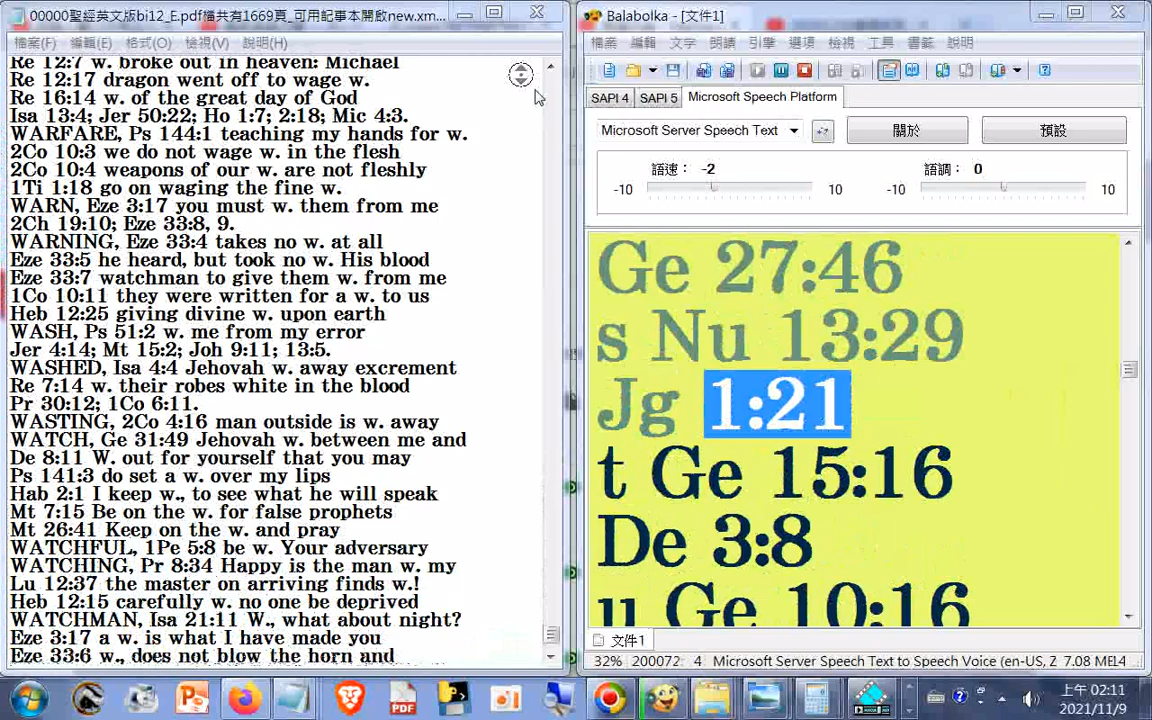 00000聖經英文版bi12_E.pdf檔共有1669頁_可用記事本開啟new.xm...
檔案(F) 編輯(E) 格式(O) 檢視(V) 說明(H)
Re 12:7 w. broke out in heaven: Michael
Re 12:17 dragon went off to wage w.
Re 16:14 w. of the great day of God
Isa 13:4; Jer 50:22; Ho 1:7; 2:18; Mic 4:3.
WARFARE, Ps 144:1 teaching my hands for w.
2Co 10:3 we do not wage w. in the flesh
2Co 10:4 weapons of our w. are not fleshly
1Ti 1:18 go on waging the fine w.
WARN, Eze 3:17 you must w. them from me
2Ch 19:10; Eze 33:8, 9.
WARNING, Eze 33:4 takes no w. at all
Eze 33:5 he heard, but took no w. His blood
Eze 33:7 watchman to give them w. from me
1Co 10:11 they were written for a w. to us
Heb 12:25 giving divine w. upon earth
WASH, Ps 51:2 w. me from my error
Jer 4:14; Mt 15:2; Joh 9:11; 13:5.
WASHED, Isa 4:4 Jehovah w. away excrement
Re 7:14 w. their robes white in the blood
Pr 30:12; 1Co 6:11.
WASTING, 2Co 4:16 man outside is w. away
WATCH, Ge 31:49 Jehovah w. between me and
De 8:11 W. out for yourself that you may
Ps 141:3 do set a w. over my lips
Hab 2:1 I keep w., to see what he will speak
Mt 7:15 Be on the w. for false prophets
Mt 26:41 Keep on the w. and pray
WATCHFUL, 1Pe 5:8 be w. Your adversary
WATCHING, Pr 8:34 Happy is the man w. my
Lu 12:37 the master on arriving finds w.!
Heb 12:15 carefully w. no one be deprived
WATCHMAN, Isa 21:11 W., what about night?
Eze 3:17 a w. is what I have made you
Eze 33:6 w., does not blow the horn and
Balabolka - [文件1]
檔案 編輯 文字 朗讀 引擎 選項 檢視 工具 書籤 說明
SAPI 4 SAPI 5 Microsoft Speech Platform
Microsoft Server Speech Text 關於 預設
語速： -2 語調： 0
-10 10 -10 10
Ge 27:46
s Nu 13:29
Jg 1:21
t Ge 15:16
De 3:8
u Ge 10:16
文件1
32% 200072: 4 Microsoft Server Speech Text to Speech Voice (en-US, Z 7.08 ME14
PDF
上午 02:11
2021/11/9